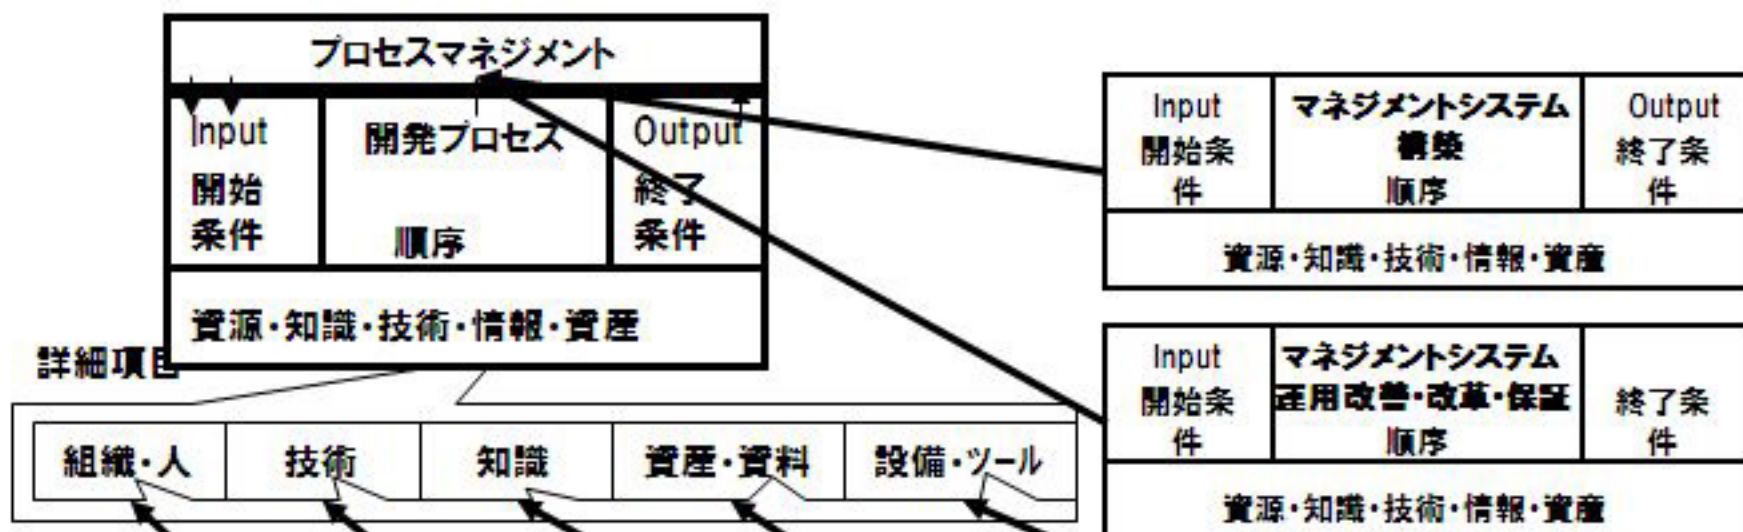 プロセスマネジメント
Input
開始
条件
開発プロセス
順序
Output
終了
条件
資源・知識・技術・情報・資産
詳細項目
組織・人
技術
知識
資産・資料
設備・ツール
Input
開始条
件
マネジメントシステム
構築
順序
Output
終了条
件
資源・知識・技術・情報・資産
Input
開始条
件
マネジメントシステム
運用改善・改革・保証
順序
終了条
件
資源・知識・技術・情報・資産